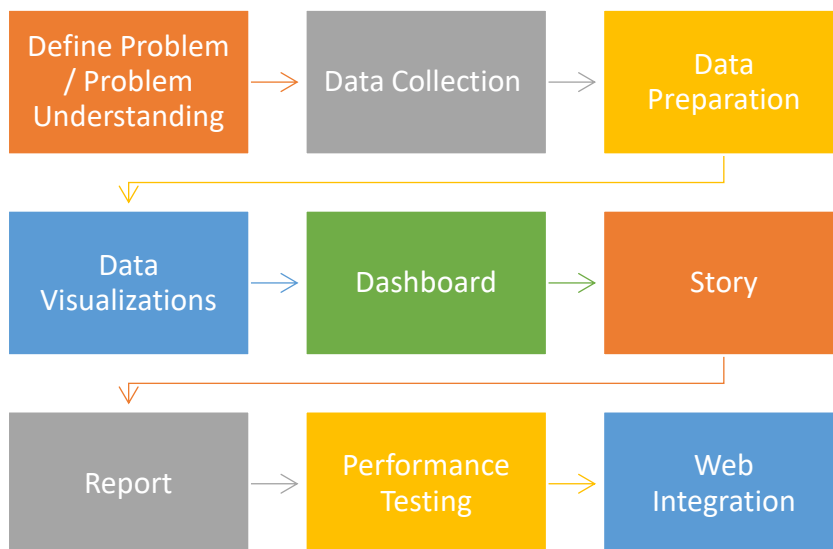 Define Problem
/ Problem
Understanding
Data Collection
Data
Preparation
Data
Visualizations
Dashboard
Story
Report
Performance
Testing
Web
Integration